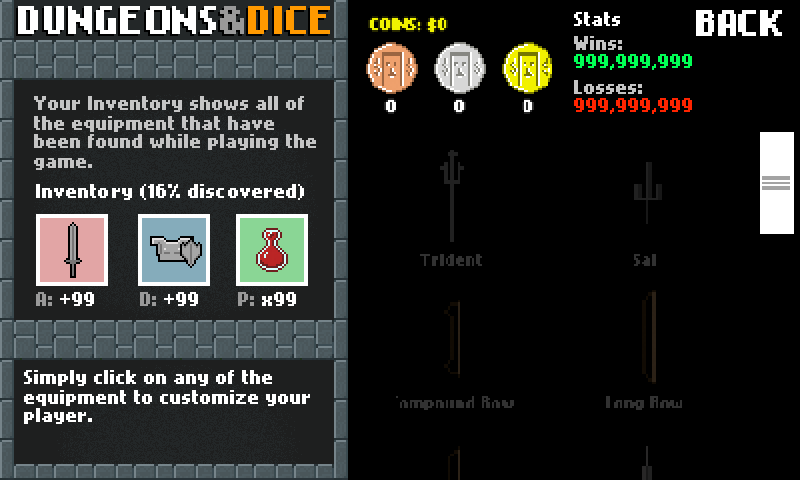 DUNGEONS&DICE
Your Inventory shows all of
the equipment that have
been found while playing the
game.
Inventory (16% discovered)
A: +99
D: +99
P: x99
Simply click on any of the
equipment to customize your
player.
COINS: $0
0
0
0
Stats
Wins:
999,999,999
Losses:
999,999,999
BACK
Trident
Sai
Compound Bow
Long Bow